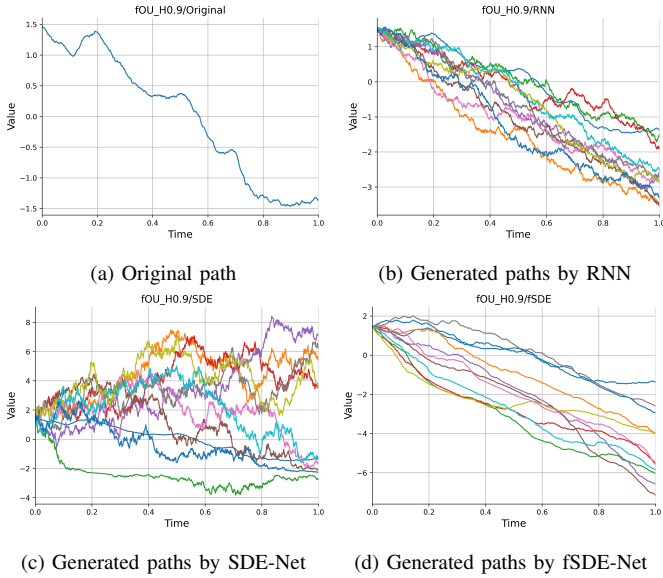 fOU_H0.9/Original
1.5
1.0
0.5
0.0
−0.5
−1.0
−1.5
Value
0.0 0.2 0.4 0.6 0.8 1.0
Time
(a) Original path
fOU_H0.9/RNN
1
0
−1
−2
−3
Value
0.0 0.2 0.4 0.6 0.8 1.0
Time
(b) Generated paths by RNN
fOU_H0.9/SDE
8
6
4
2
0
−2
−4
Value
0.0 0.2 0.4 0.6 0.8 1.0
Time
(c) Generated paths by SDE-Net
fOU_H0.9/fSDE
2
0
−2
−4
−6
Value
0.0 0.2 0.4 0.6 0.8 1.0
Time
(d) Generated paths by fSDE-Net